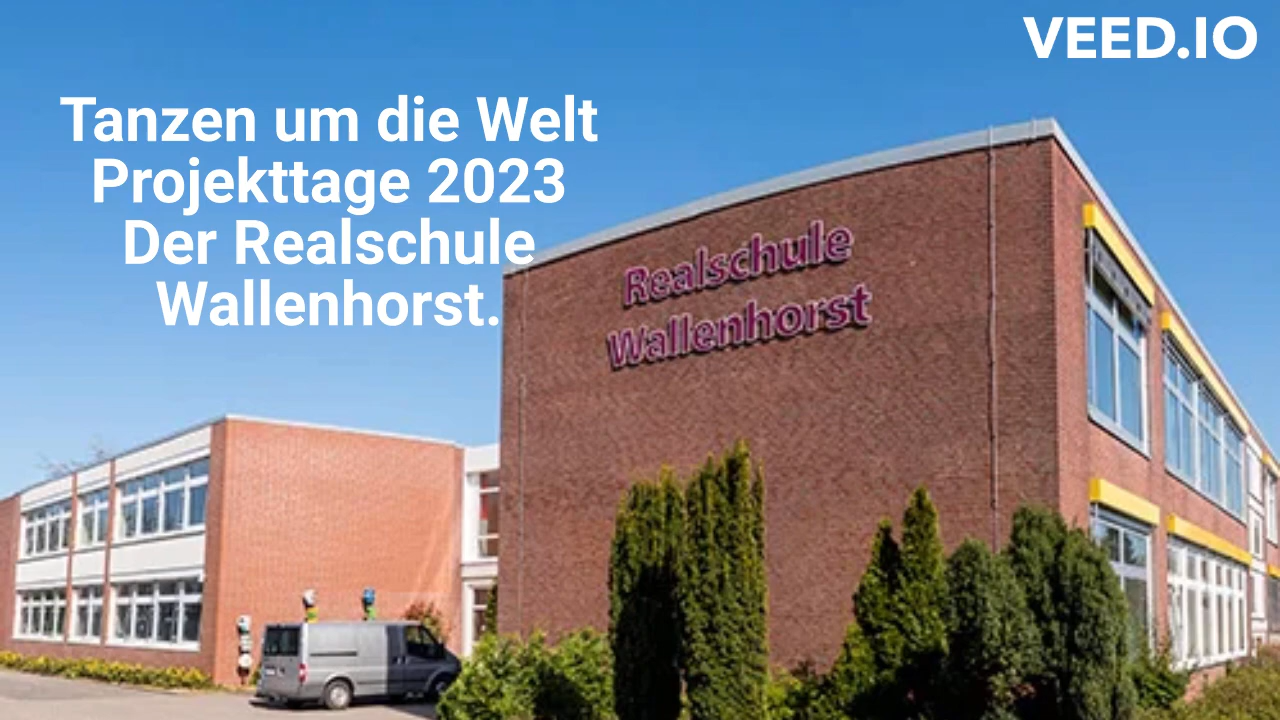 VEED.IO
Tanzen um die Welt
Projekttage 2023
Der Realschule
Wallenhorst.
Realschule
Wallenhorst